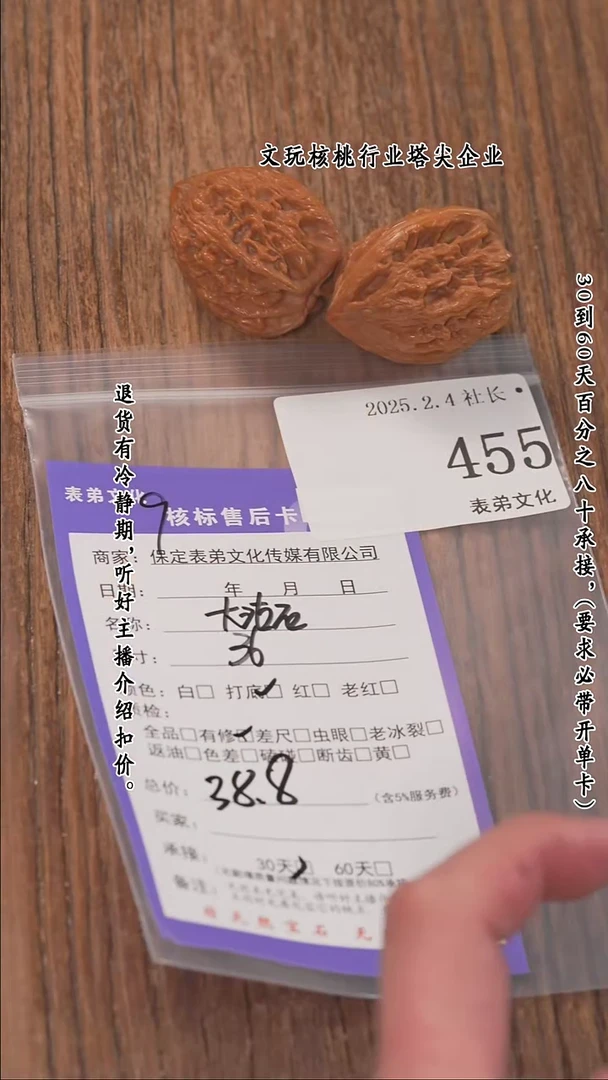 文玩核桃行业塔尖企业
30到60天百分之八十承接，（要求必带开单卡）
退货有冷静期，听好主播介绍扣价。
2025.2.4 社长
455
表弟文化
表弟文
9
核标售后卡
商家：保定表弟文化传媒有限公司
日期： 年 月 日
名称：
寸： 36
颜色：白□ 打底□ 红□ 老红□
质检：
全品□有修□差尺□虫眼□老冰裂□
返油□色差□磕碰□断齿□黄□
总价： 38.8 （含5%服务费）
买家：
承接： 30天□ 60天□
备注：